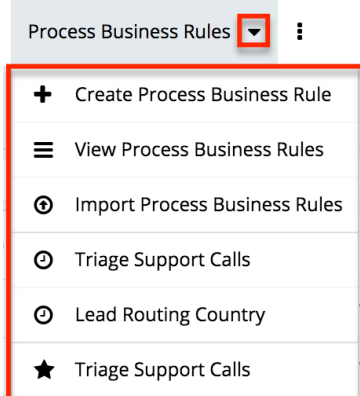 Process Business Rules
Create Process Business Rule
View Process Business Rules
Import Process Business Rules
Triage Support Calls
Lead Routing Country
Triage Support Calls